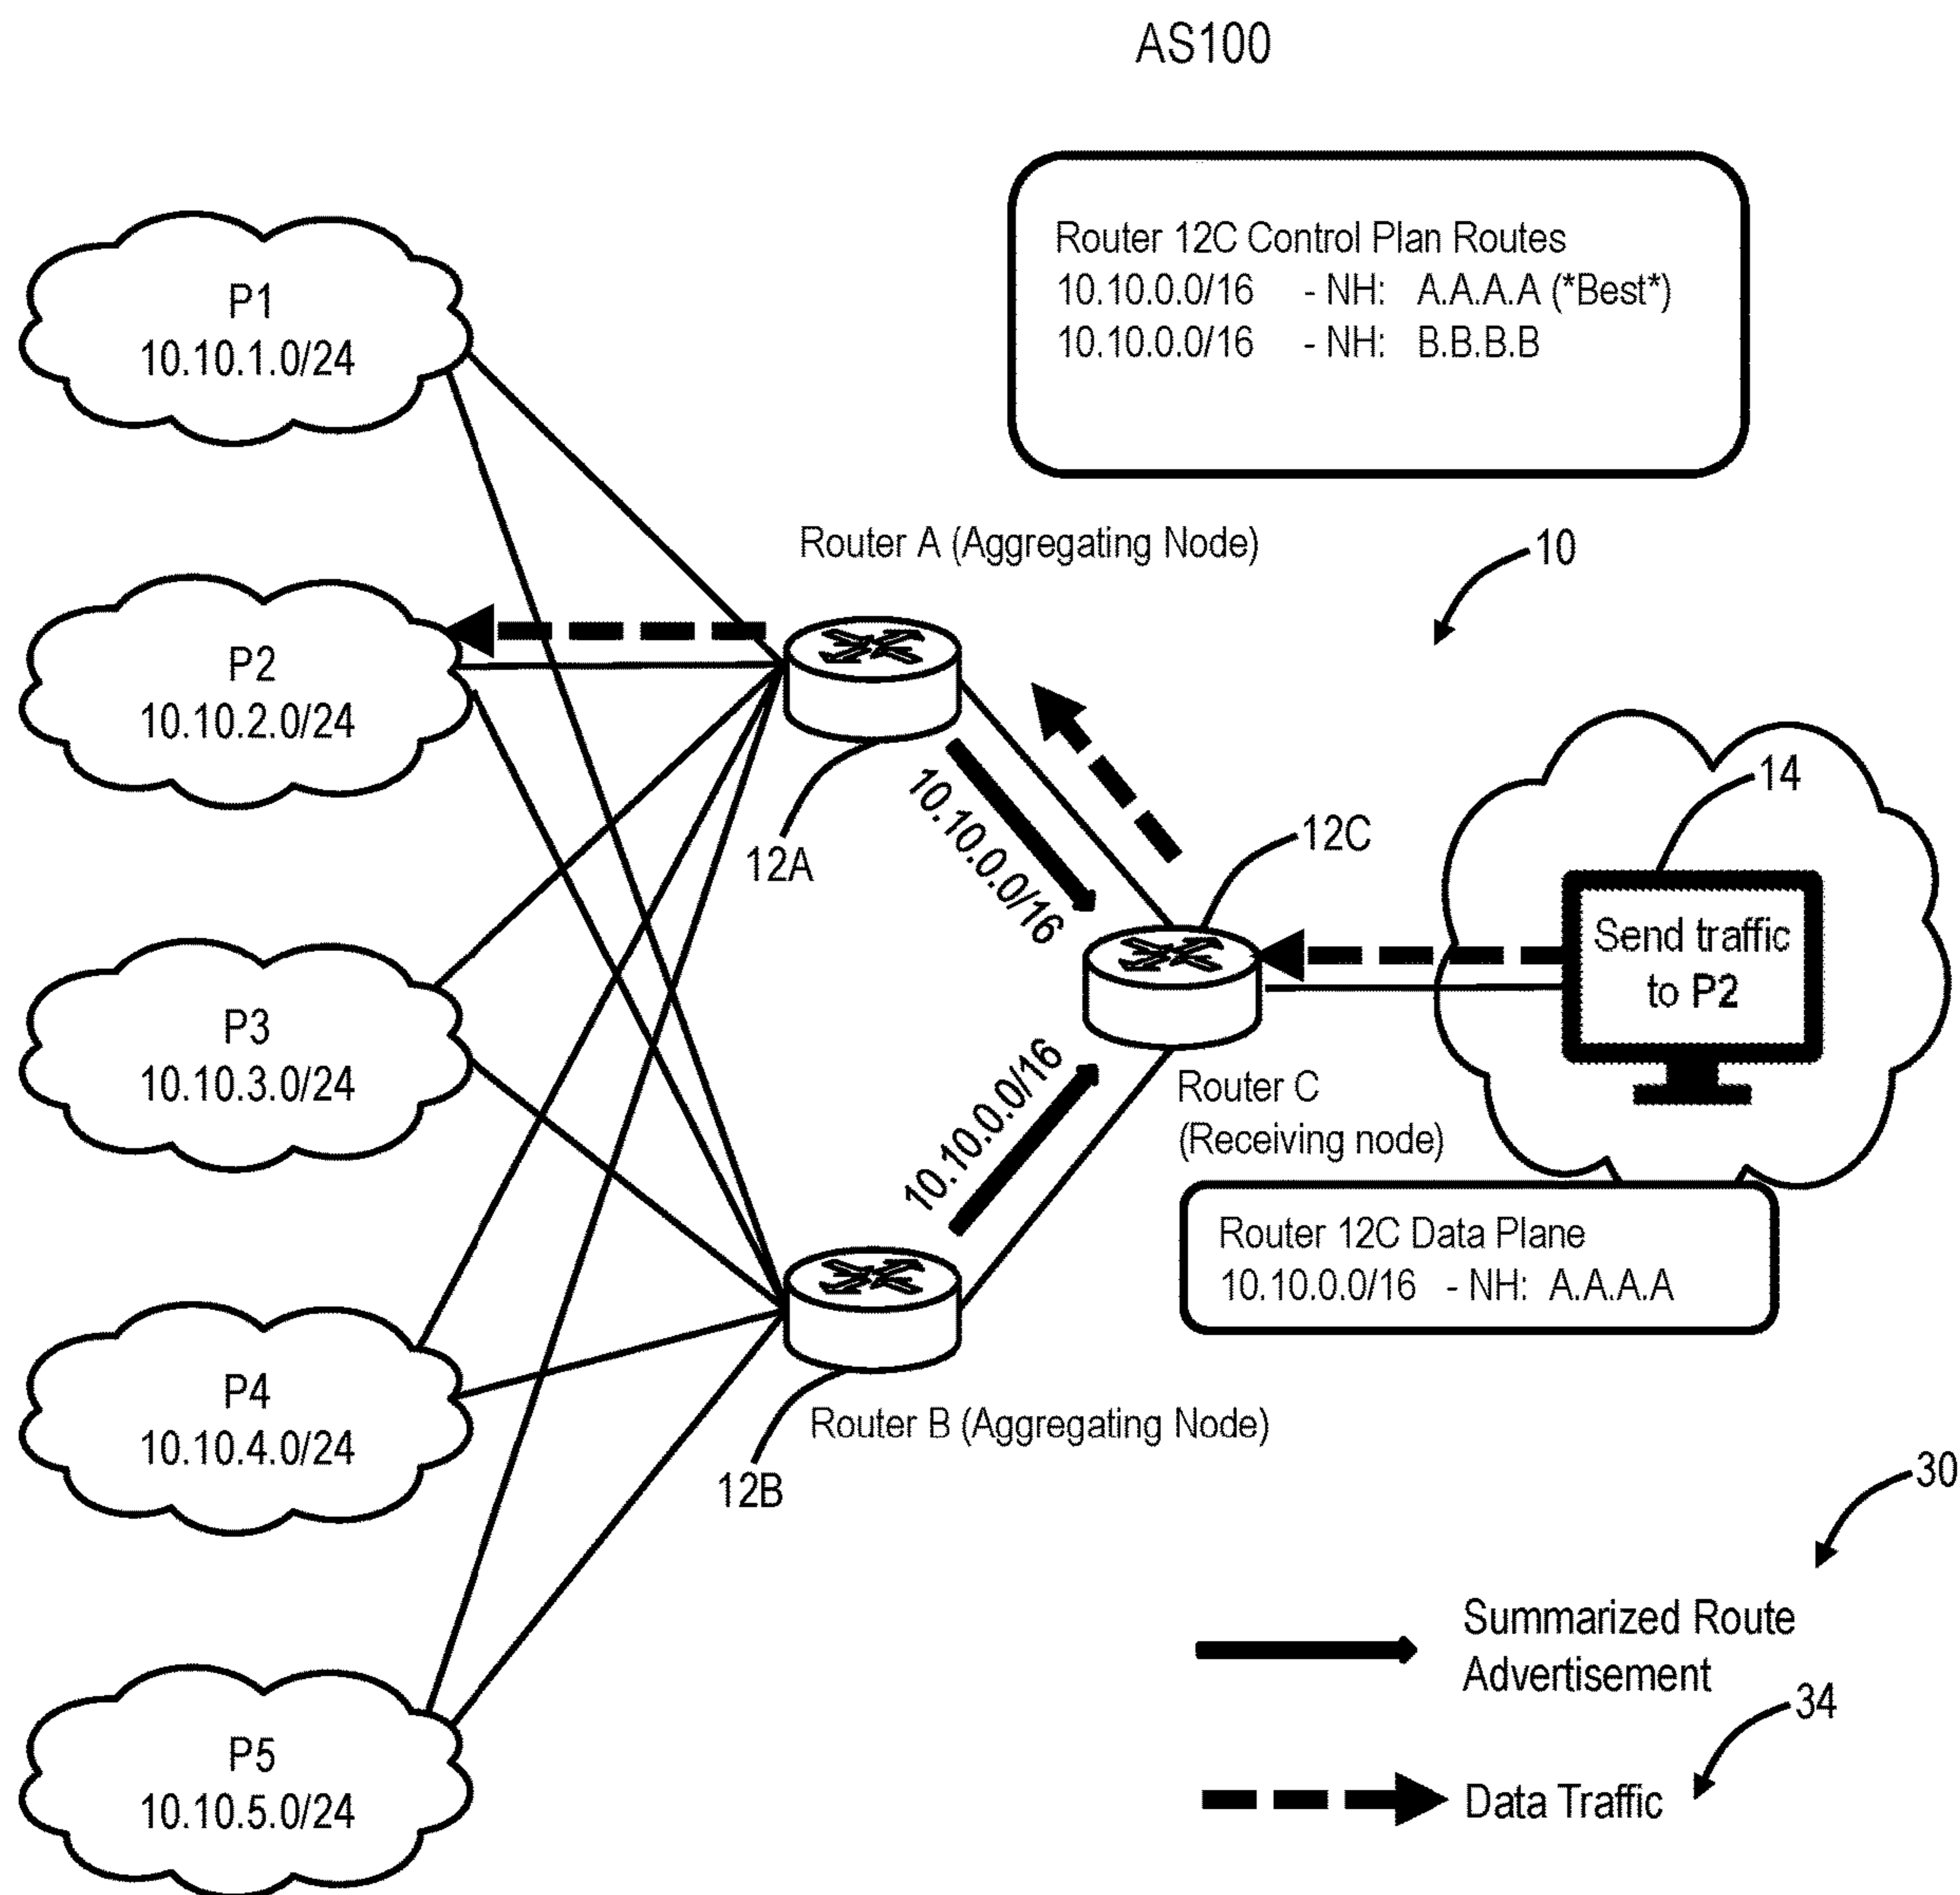 AS100
Router 12C Control Plan Routes
10.10.0.0/16 - NH: A.A.A.A (*Best*)
10.10.0.0/16 - NH: B.B.B.B
P1
10.10.1.0/24
Router A (Aggregating Node)
10
P2
10.10.2.0/24
12A
10.10.0.0/16
12C
14
Send traffic
to P2
P3
10.10.3.0/24
10.10.0.0/16
Router C
(Receiving node)
Router 12C Data Plane
10.10.0.0/16 - NH: A.A.A.A
P4
10.10.4.0/24
Router B (Aggregating Node)
12B
30
Summarized Route
Advertisement
34
P5
10.10.5.0/24
Data Traffic